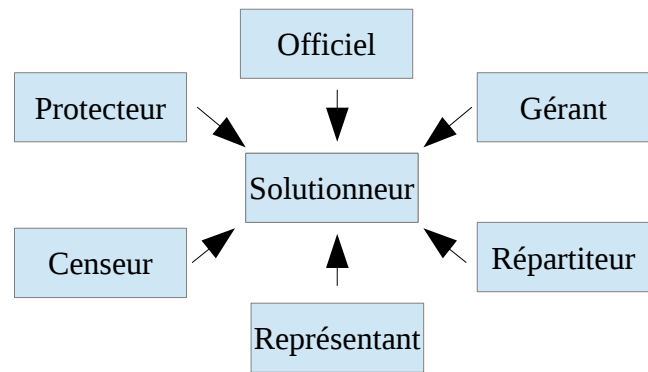 Officiel
Protecteur
Gérant
Solutionneur
Censeur
Répartiteur
Représentant